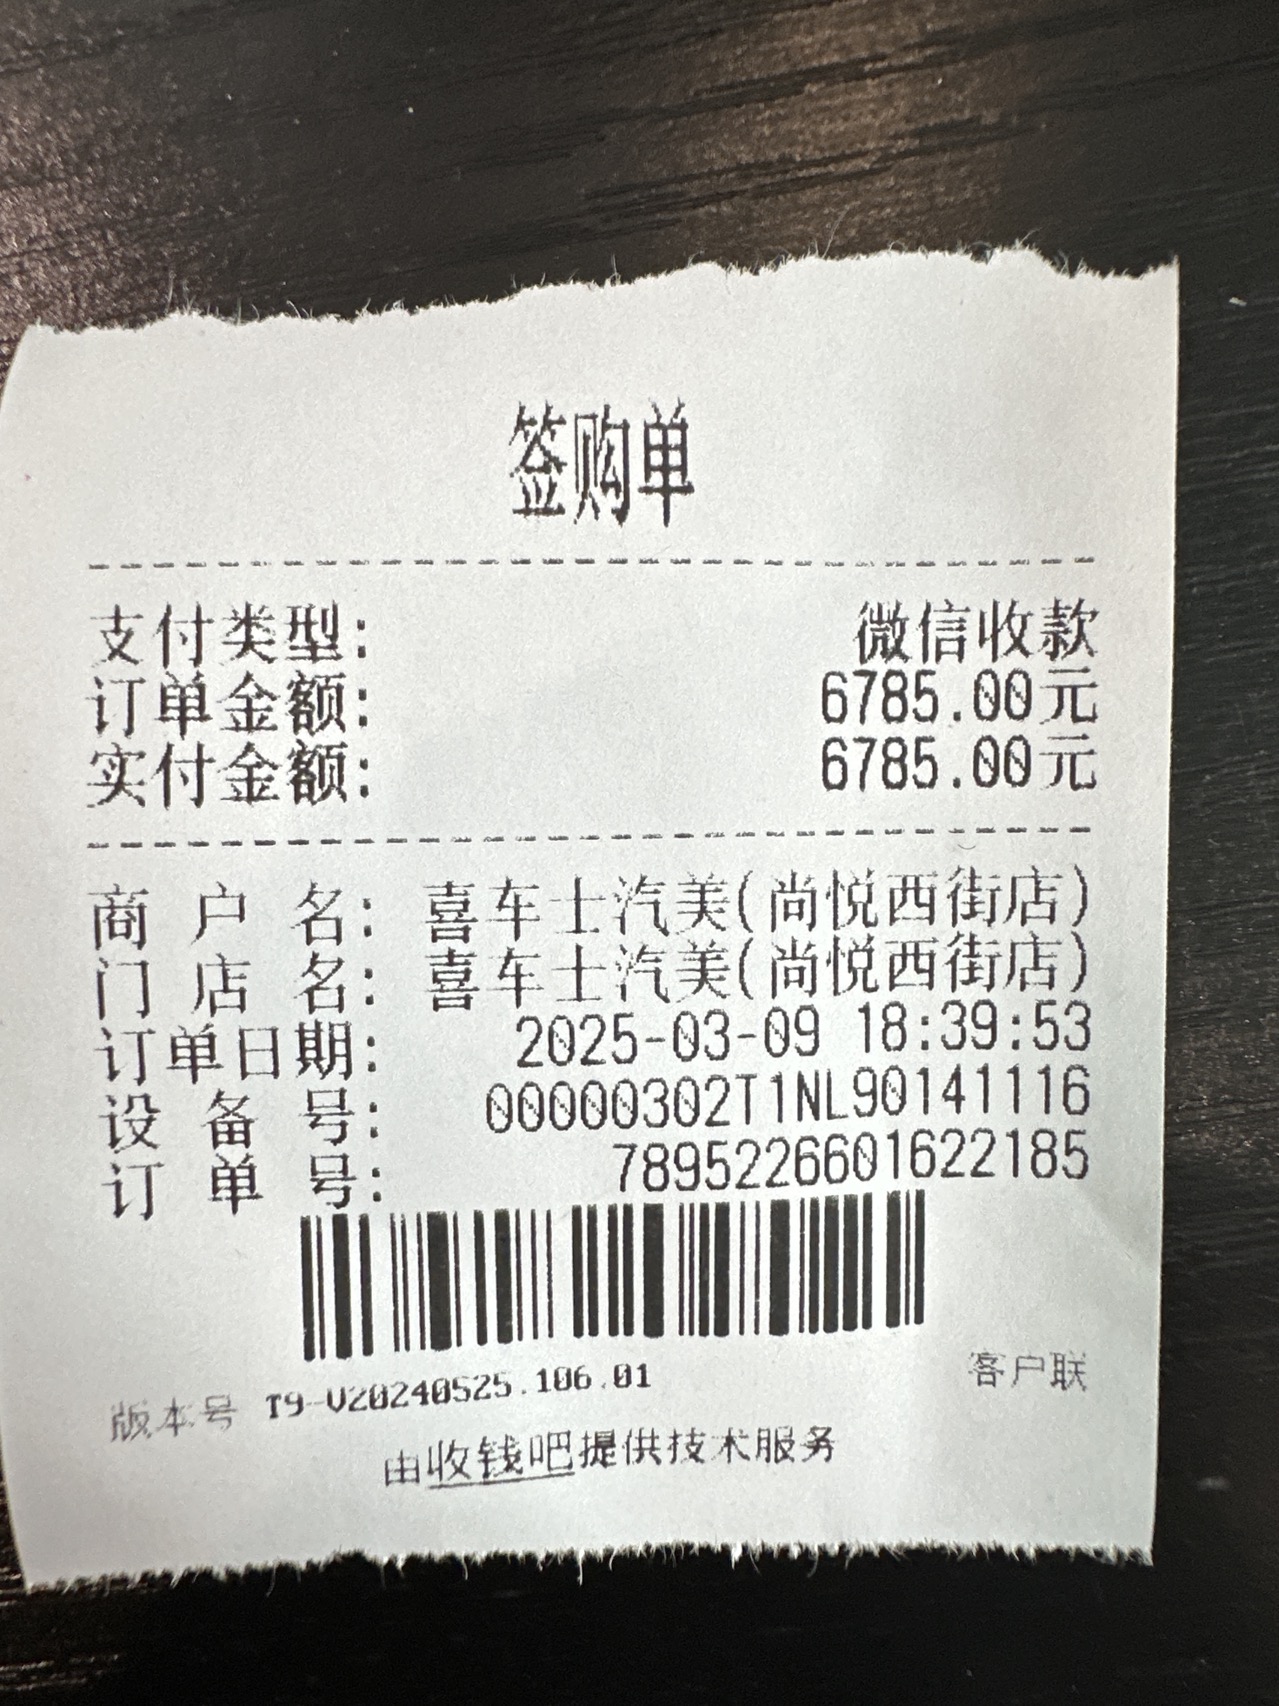 签购单
支付类型: 微信收款
订单金额: 6785.00元
实付金额: 6785.00元
商户名: 喜车士汽美(尚悦西街店)
门店名: 喜车士汽美(尚悦西街店)
订单日期: 2025-03-09 18:39:53
设备号: 00000302T1NL90141116
订单号: 7895226601622185
客户联
版本号 T9-V20240525.106.01
由收钱吧提供技术服务